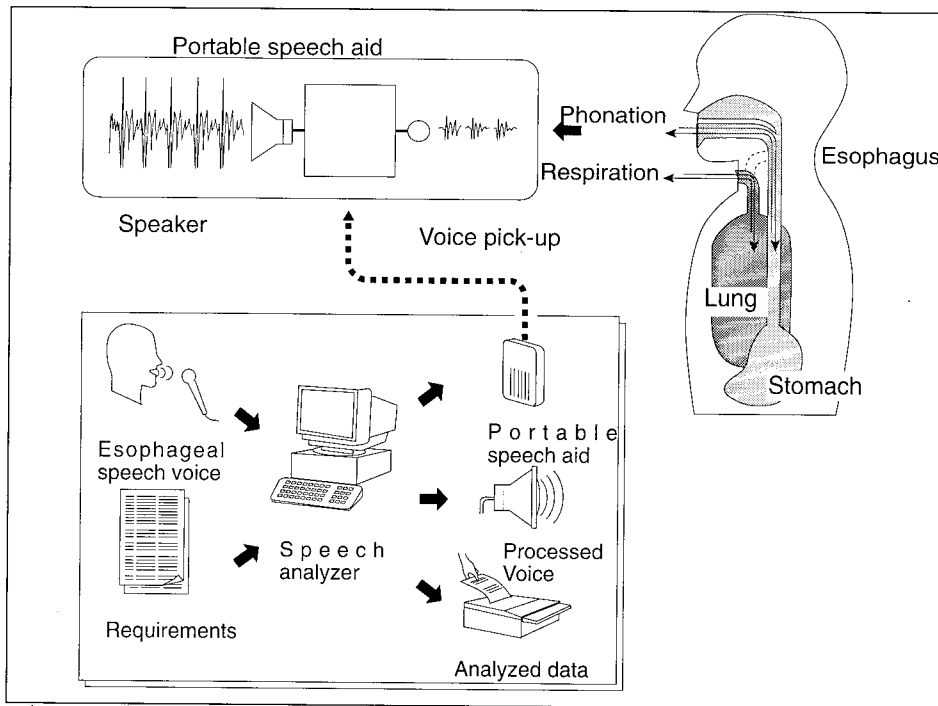 Portable speech aid
Phonation
Esophagus
Respiration
Speaker
Voice pick-up
Lung
Stomach
Esophageal
speech voice
Portable
speech aid
Speech
analyzer
Processed
Voice
Requirements
Analyzed data